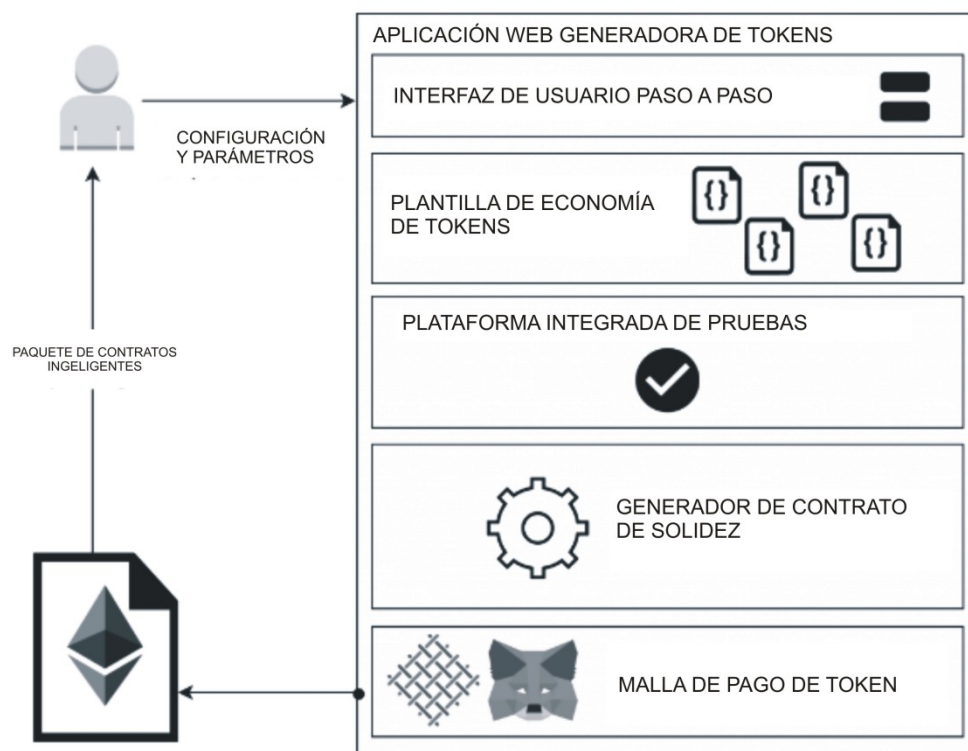 APLICACIÓN WEB GENERADORA DE TOKENS
INTERFAZ DE USUARIO PASO A PASO
CONFIGURACIÓN
Y PARÁMETROS
PLANTILLA DE ECONOMÍA
DE TOKENS
{}
{}
{}
{}
PLATAFORMA INTEGRADA DE PRUEBAS
PAQUETE DE CONTRATOS
INGELIGENTES
GENERADOR DE CONTRATO
DE SOLIDEZ
MALLA DE PAGO DE TOKEN